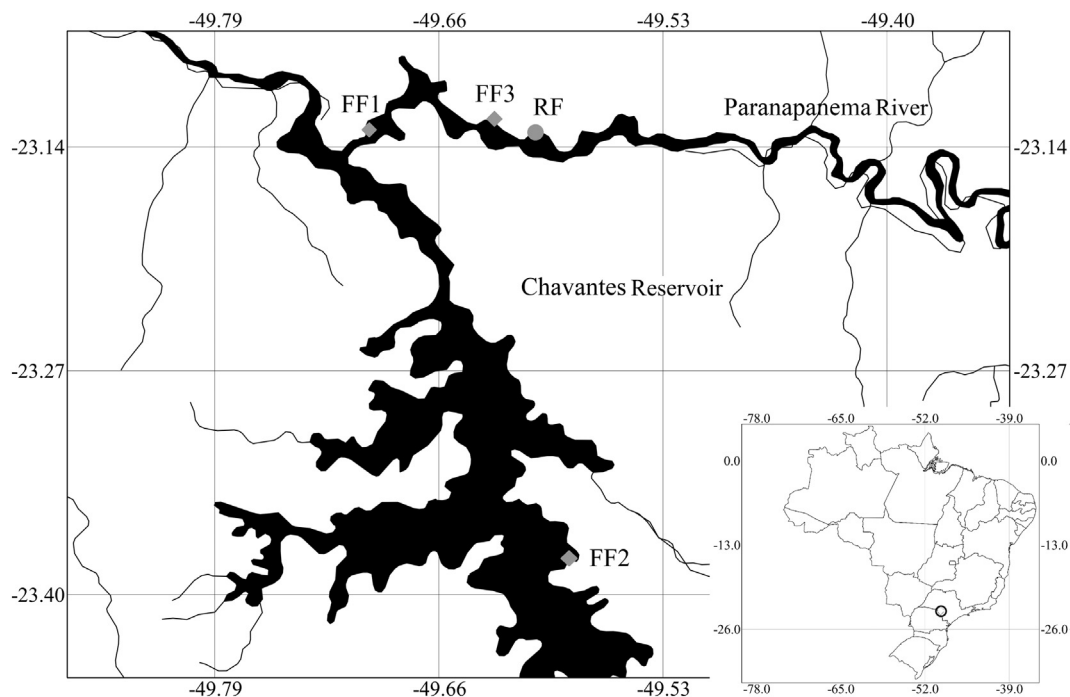 -49.79 -49.66 -49.53 -49.40
FF1 FF3 RF
Paranapanema River
-23.14 -23.14
Chavantes Reservoir
-23.27 -23.27
-78.0 -65.0 -52.0 -39.0
0.0 0.0
-13.0 -13.0
FF2
-23.40
-26.0 -26.0
-49.79 -49.66 -49.53
-78.0 -65.0 -52.0 -39.0